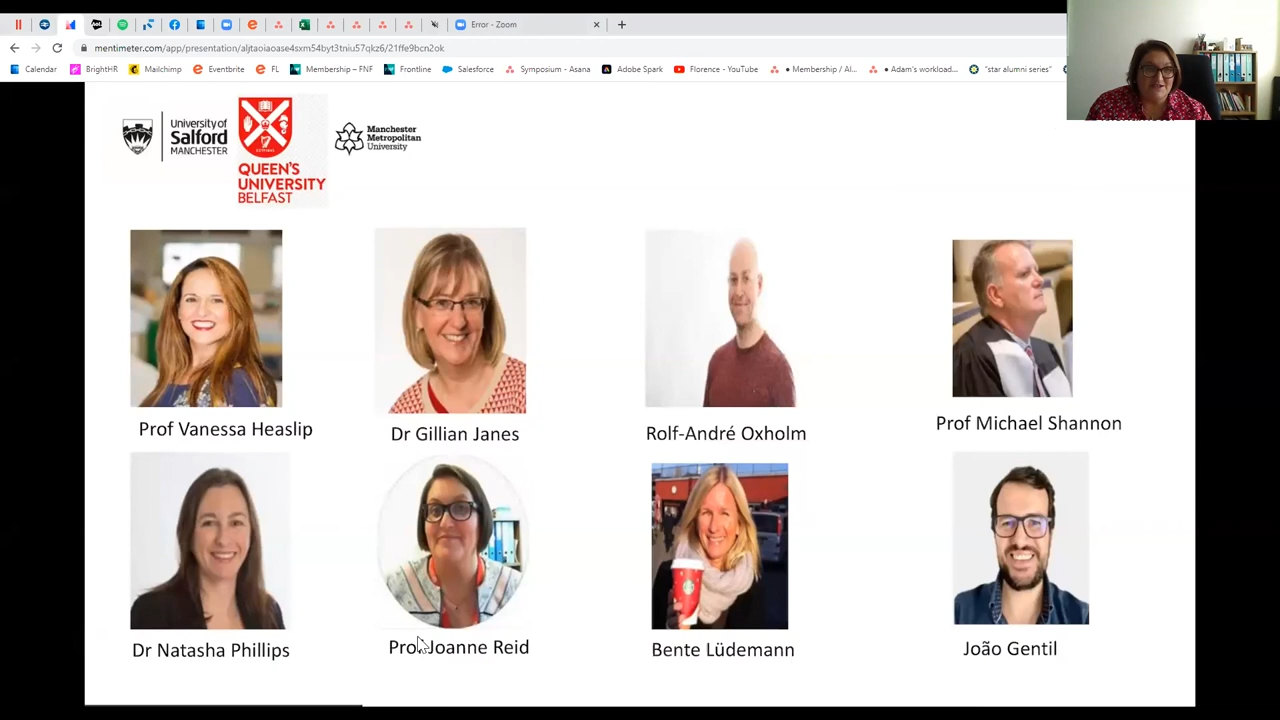 Error - Zoom
mentimeter.com/app/presentation/aljtaoiaoase4sxm54byt3tniu57qkz6/21ffe9bcn2ok
Calendar BrightHR Mailchimp Eventbrite FL Membership – FNF Frontline Salesforce Symposium - Asana Adobe Spark Florence - YouTube • Membership / Al... • Adam's workload... "star alumni series"
University of
Salford
MANCHESTER
QUEEN'S
UNIVERSITY
BELFAST
Manchester
Metropolitan
University
Prof Vanessa Heaslip
Dr Gillian Janes
Rolf-André Oxholm
Prof Michael Shannon
Dr Natasha Phillips
Prof Joanne Reid
Bente Lüdemann
João Gentil